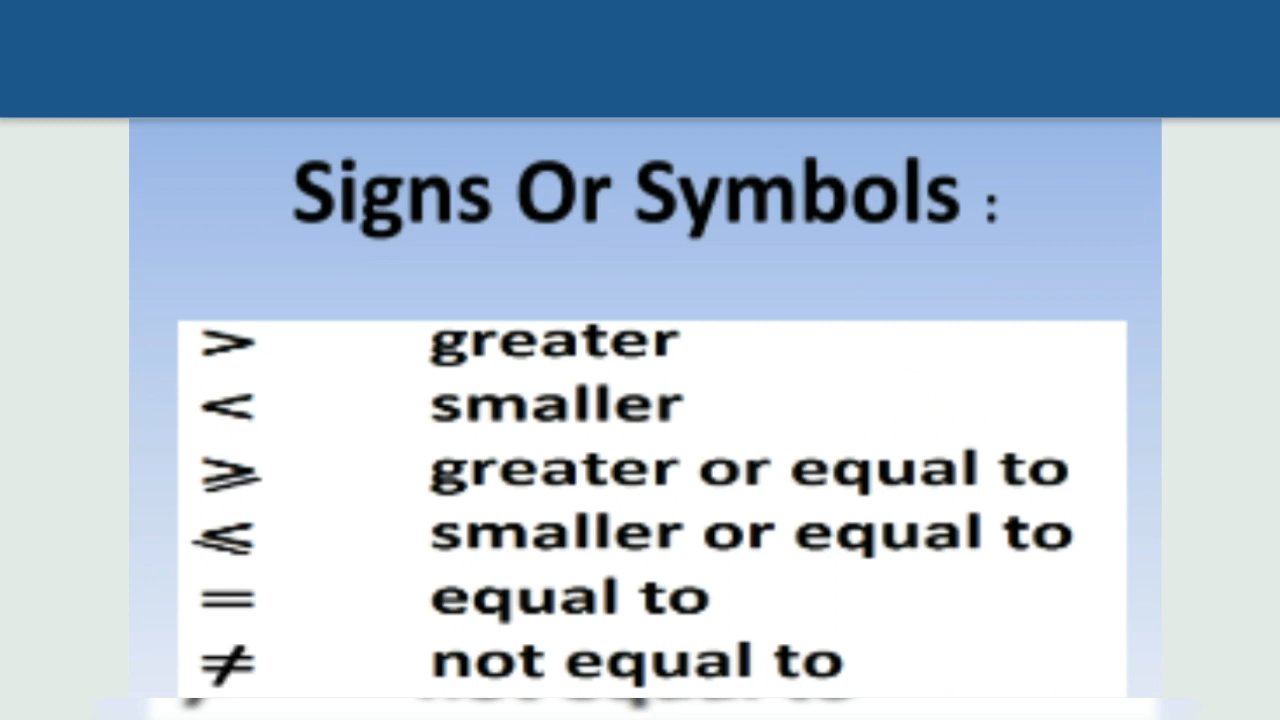 Signs Or Symbols :
> greater
< smaller
⩾ greater or equal to
⩽ smaller or equal to
= equal to
≠ not equal to